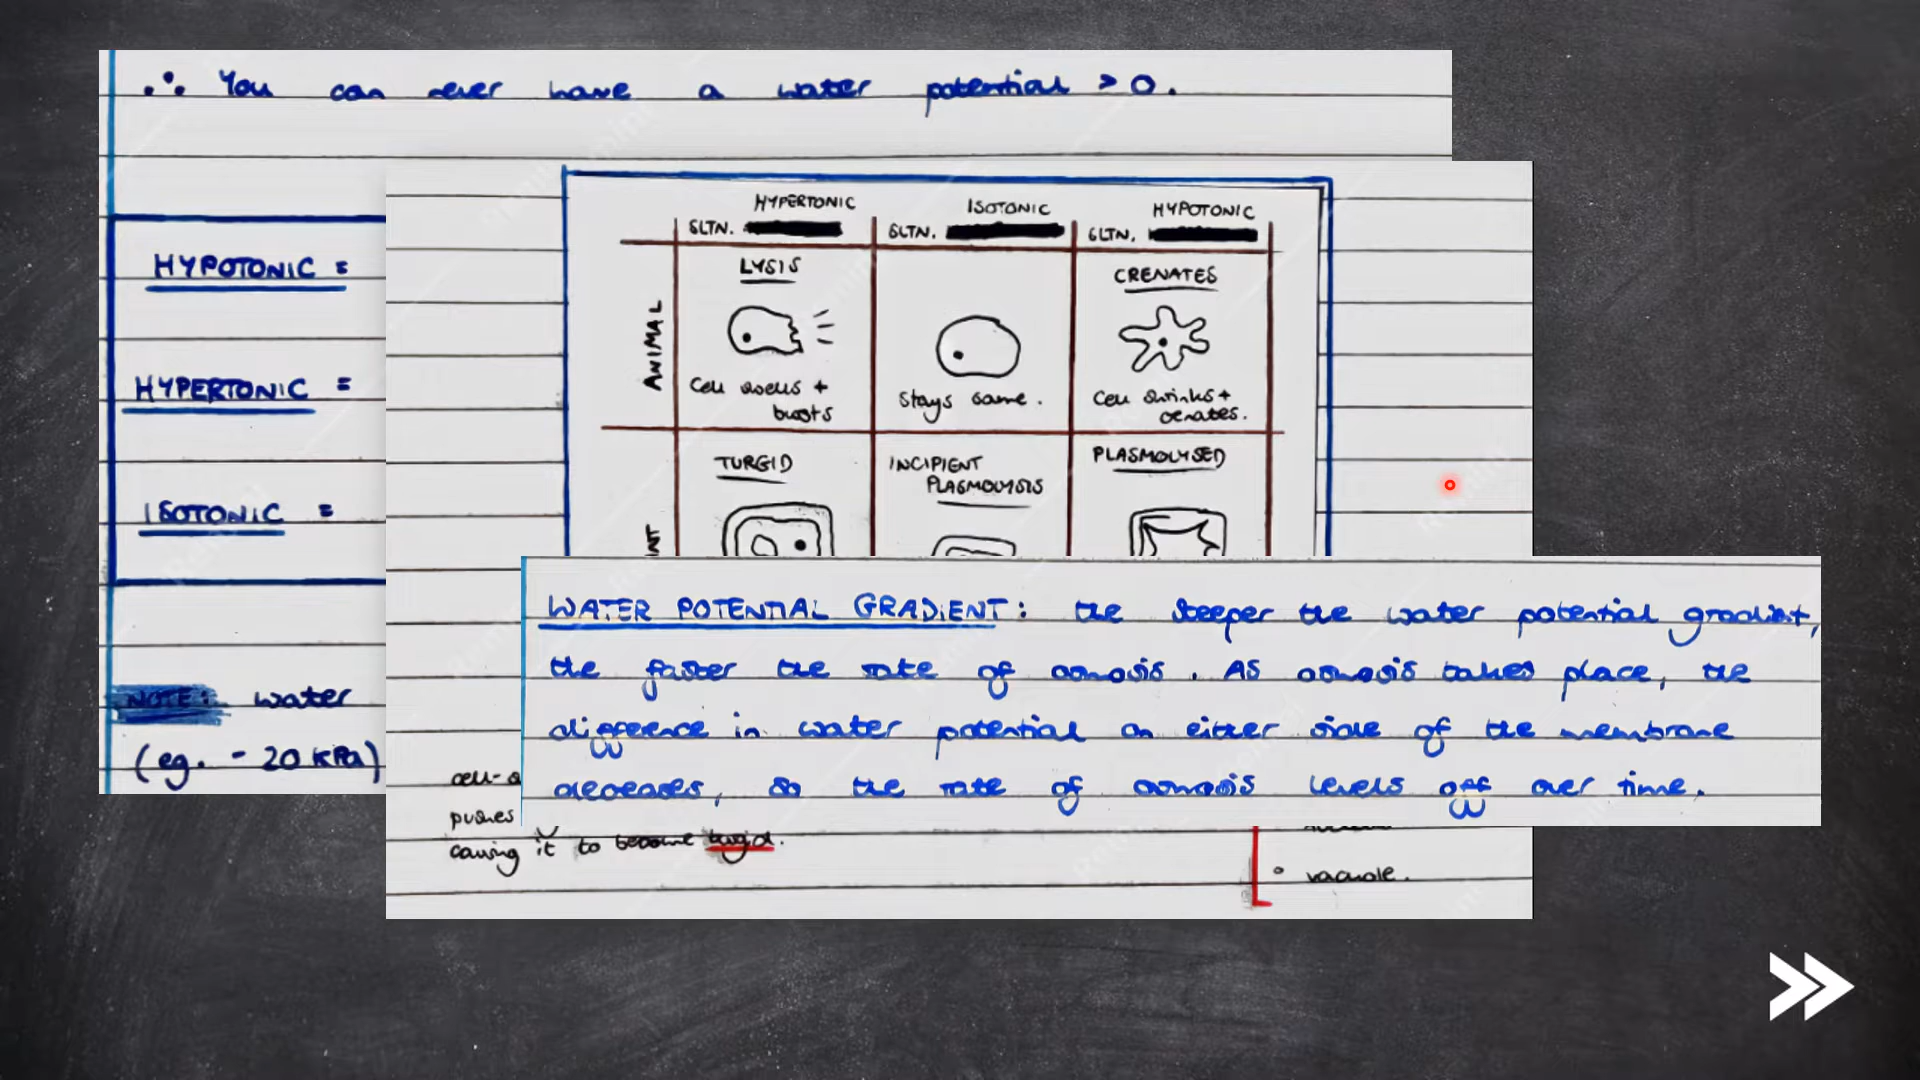 ∴ You can never have a water potential > 0.
HYPOTONIC =
HYPERTONIC =
ISOTONIC =
NOTE: water
(eg. - 20 kPa)
HYPERTONIC ISOTONIC HYPOTONIC
SLTN. SLTN. SLTN.
ANIMAL
LYSIS
Cell swells +
bursts
Stays same.
CRENATES
Cell shrinks +
crenates.
TURGID
INCIPIENT
PLASMOLYSIS
PLASMOLYSED
WATER POTENTIAL GRADIENT: the steeper the water potential gradient,
the faster the rate of osmosis. As osmosis takes place, the
difference in water potential on either side of the membrane
decreases, so the rate of osmosis levels off over time.
cell-
pushes
causing it to become turgid.
• vacuole.